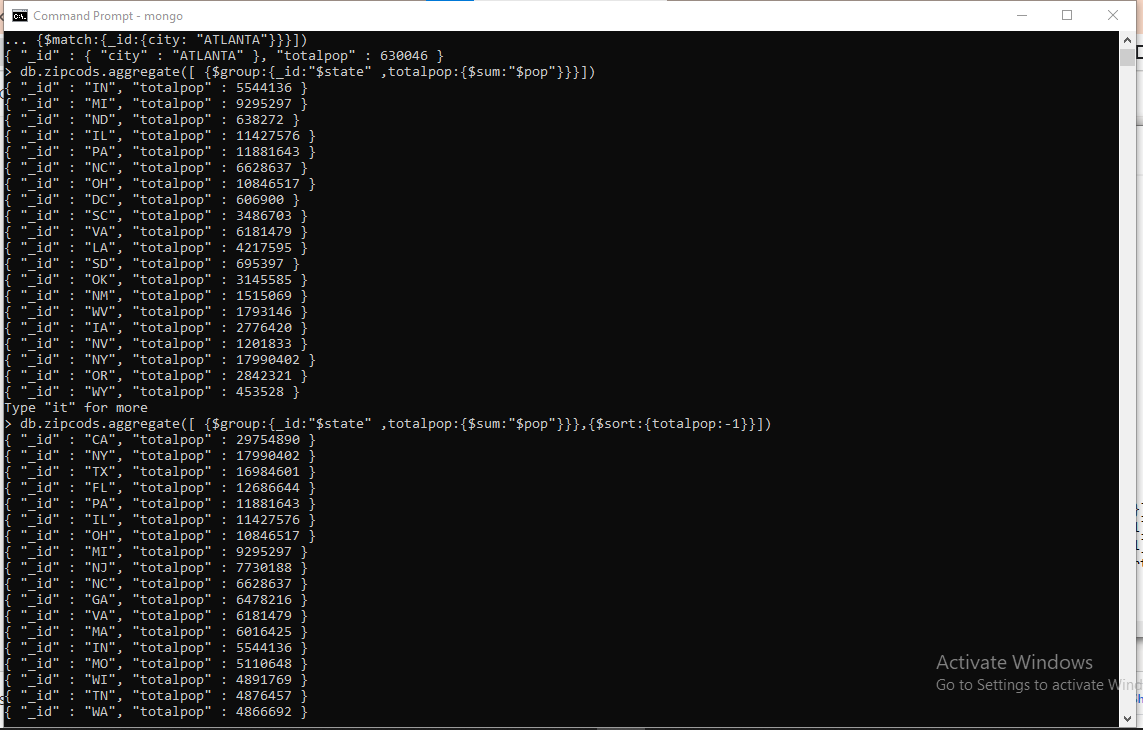 Command Prompt - mongo
... {$match:{_id:{city: "ATLANTA"}}}])
{ "_id" : { "city" : "ATLANTA" }, "totalpop" : 630046 }
> db.zipcods.aggregate([ {$group:{_id:"$state" ,totalpop:{$sum:"$pop"}}}])
{ "_id" : "IN", "totalpop" : 5544136 }
{ "_id" : "MI", "totalpop" : 9295297 }
{ "_id" : "ND", "totalpop" : 638272 }
{ "_id" : "IL", "totalpop" : 11427576 }
{ "_id" : "PA", "totalpop" : 11881643 }
{ "_id" : "NC", "totalpop" : 6628637 }
{ "_id" : "OH", "totalpop" : 10846517 }
{ "_id" : "DC", "totalpop" : 606900 }
{ "_id" : "SC", "totalpop" : 3486703 }
{ "_id" : "VA", "totalpop" : 6181479 }
{ "_id" : "LA", "totalpop" : 4217595 }
{ "_id" : "SD", "totalpop" : 695397 }
{ "_id" : "OK", "totalpop" : 3145585 }
{ "_id" : "NM", "totalpop" : 1515069 }
{ "_id" : "WV", "totalpop" : 1793146 }
{ "_id" : "IA", "totalpop" : 2776420 }
{ "_id" : "NV", "totalpop" : 1201833 }
{ "_id" : "NY", "totalpop" : 17990402 }
{ "_id" : "OR", "totalpop" : 2842321 }
{ "_id" : "WY", "totalpop" : 453528 }
Type "it" for more
> db.zipcods.aggregate([ {$group:{_id:"$state" ,totalpop:{$sum:"$pop"}}},{$sort:{totalpop:-1}}])
{ "_id" : "CA", "totalpop" : 29754890 }
{ "_id" : "NY", "totalpop" : 17990402 }
{ "_id" : "TX", "totalpop" : 16984601 }
{ "_id" : "FL", "totalpop" : 12686644 }
{ "_id" : "PA", "totalpop" : 11881643 }
{ "_id" : "IL", "totalpop" : 11427576 }
{ "_id" : "OH", "totalpop" : 10846517 }
{ "_id" : "MI", "totalpop" : 9295297 }
{ "_id" : "NJ", "totalpop" : 7730188 }
{ "_id" : "NC", "totalpop" : 6628637 }
{ "_id" : "GA", "totalpop" : 6478216 }
{ "_id" : "VA", "totalpop" : 6181479 }
{ "_id" : "MA", "totalpop" : 6016425 }
{ "_id" : "IN", "totalpop" : 5544136 }
{ "_id" : "MO", "totalpop" : 5110648 }
{ "_id" : "WI", "totalpop" : 4891769 }
{ "_id" : "TN", "totalpop" : 4876457 }
{ "_id" : "WA", "totalpop" : 4866692 }
Activate Windows
Go to Settings to activate Wind